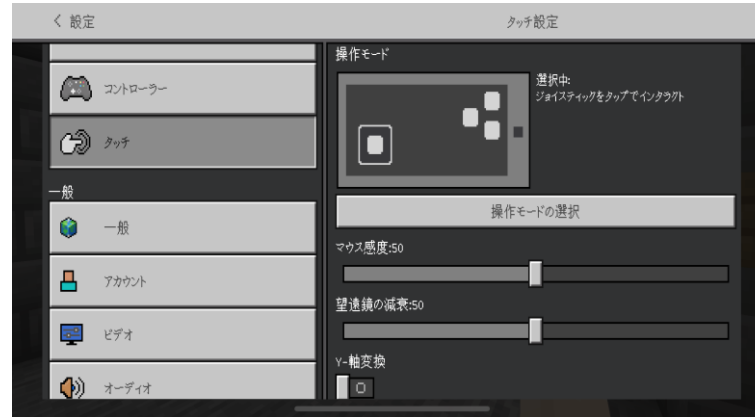 < 設定
タッチ設定
コントローラー
タッチ
一般
一般
アカウント
ビデオ
オーディオ
操作モード
選択中:
ジョイスティックをタップでインタラクト
操作モードの選択
マウス感度:50
望遠鏡の減衰:50
Y-軸変換